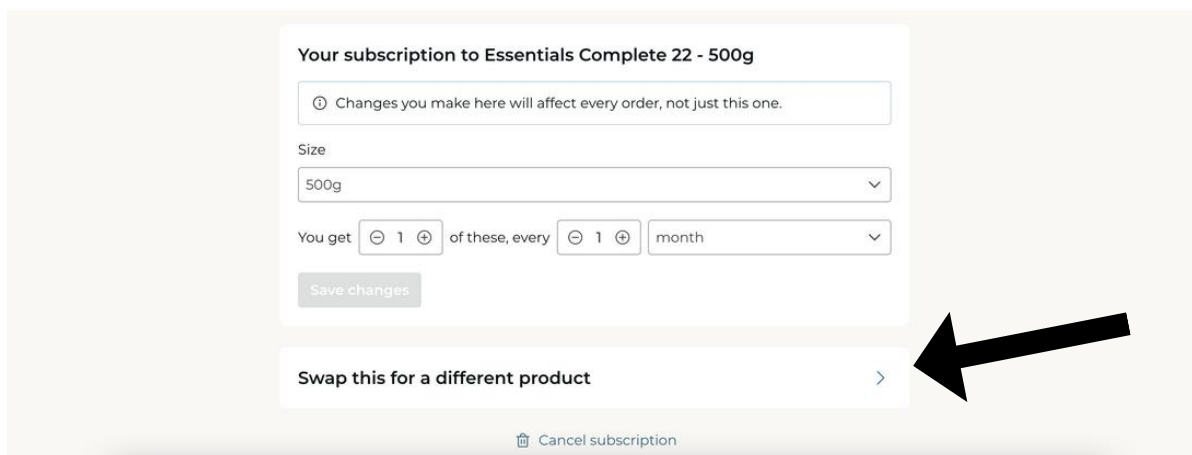 Your subscription to Essentials Complete 22 - 500g
Changes you make here will affect every order, not just this one.
Size
500g
You get 1 of these, every 1 month
Save changes
Swap this for a different product
Cancel subscription